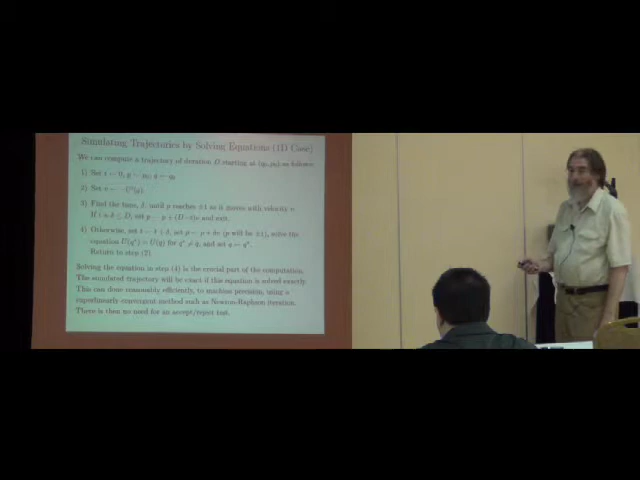 Simulating Trajectories by Solving Equations (1D Case)
We can compute a trajectory of duration D starting at (q₀, p₀) as follows:
1) Set t ← 0, p ← p₀, q ← q₀
2) Set
3) Find the time, δ, until p reaches ±1 as it moves with velocity v.
If t + δ ≤ D, set p ← p + (D−t)v and exit.
4) Otherwise, set t ← t + δ, set p ← p + δv (p will be ±1), solve the
equation U(q*) = U(q) for q* ≠ q, and set q ← q*.
Return to step (2)
Solving the equation in step (4) is the crucial part of the computation.
The simulated trajectory will be exact if this equation is solved exactly.
This can done reasonably efficiently, to machine precision, using a
convergent method such as Newton-Raphson iteration.
There is then no need for an accept/reject test.